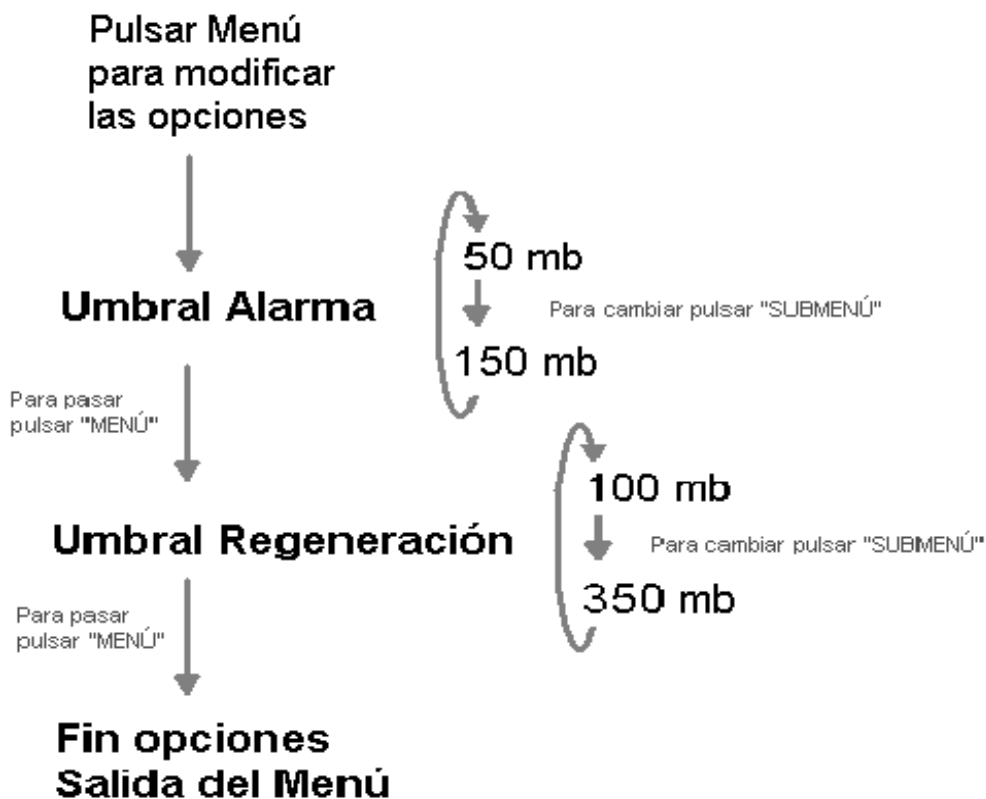 Pulsar Menú
para modificar
las opciones
50 mb
Umbral Alarma
Para cambiar pulsar "SUBMENÚ"
150 mb
Para pasar
pulsar "MENÚ"
100 mb
Umbral Regeneración
Para cambiar pulsar "SUBMENÚ"
350 mb
Para pasar
pulsar "MENÚ"
Fin opciones
Salida del Menú